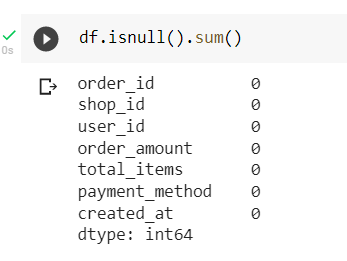 df.isnull().sum()
0s
order_id 0
shop_id 0
user_id 0
order_amount 0
total_items 0
payment_method 0
created_at 0
dtype: int64